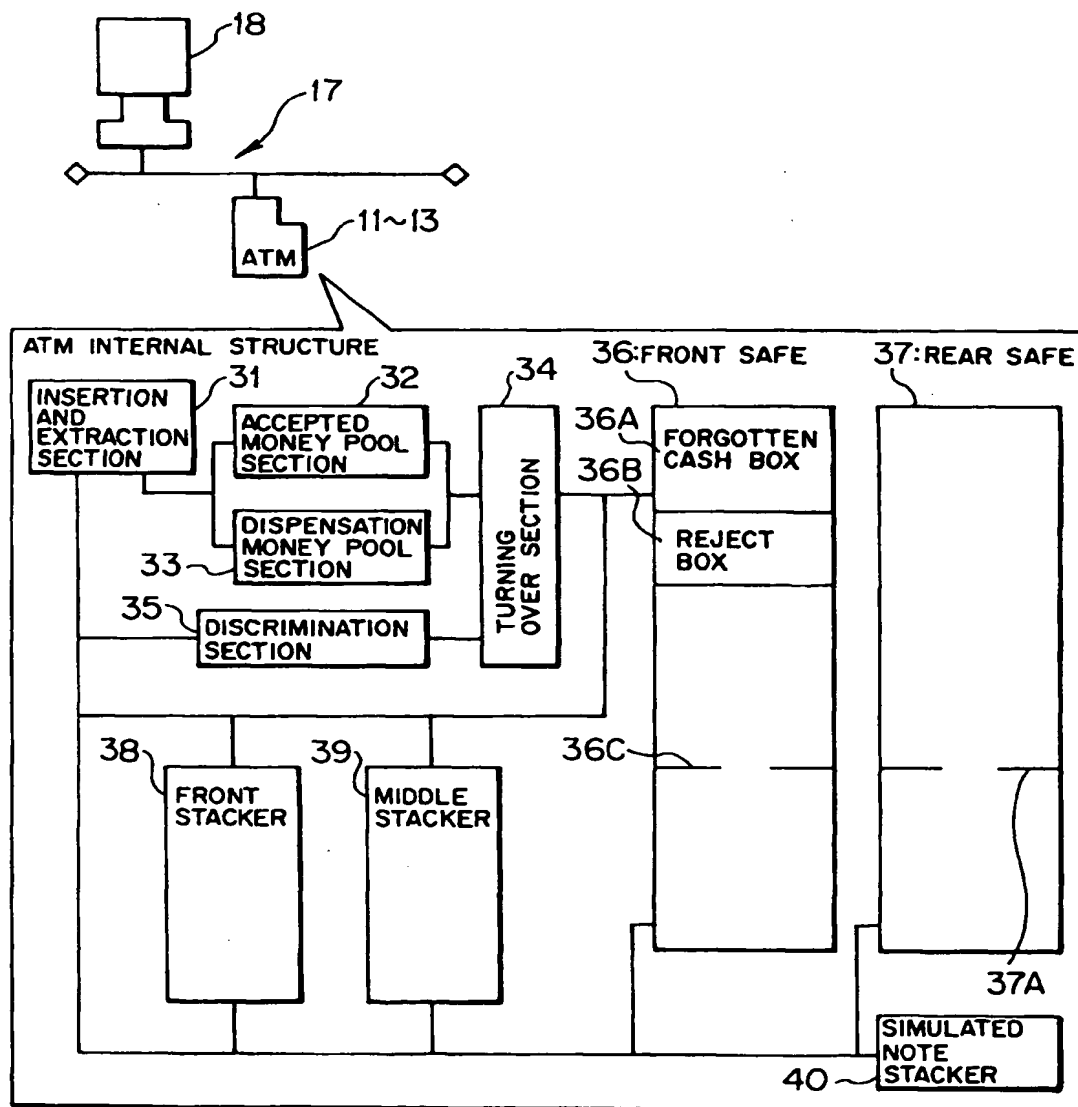 18
17
11~13
ATM
ATM INTERNAL STRUCTURE
31
32
34
36:FRONT SAFE
37:REAR SAFE
INSERTION
AND
EXTRACTION
SECTION
ACCEPTED
MONEY POOL
SECTION
36A
FORGOTTEN
CASH BOX
36B
REJECT
BOX
DISPENSATION
MONEY POOL
SECTION
33
TURNING
OVER SECTION
35
DISCRIMINATION
SECTION
36C
38
FRONT
STACKER
39
MIDDLE
STACKER
37A
SIMULATED
NOTE
STACKER
40